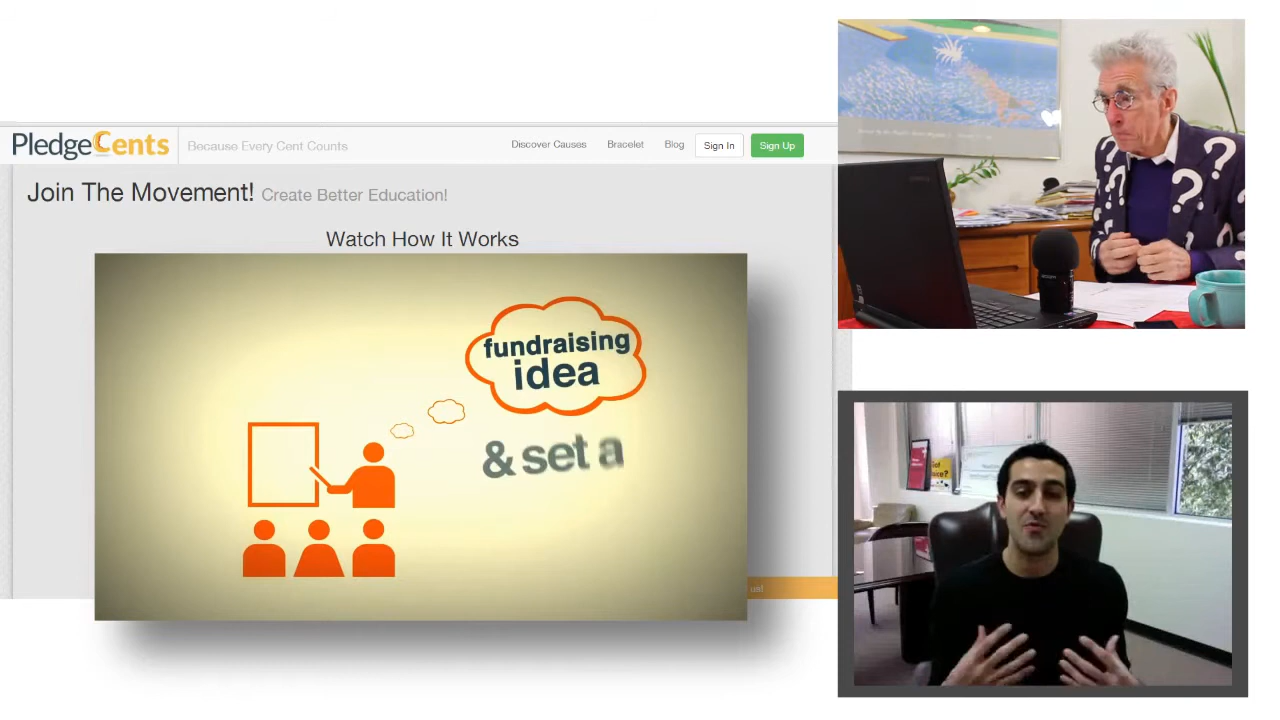 PledgeCents
Because Every Cent Counts
Discover Causes
Bracelet
Blog
Sign In
Sign Up
Join The Movement! Create Better Education!
Watch How It Works
fundraising
idea
& set a
us!
? ? ? ?